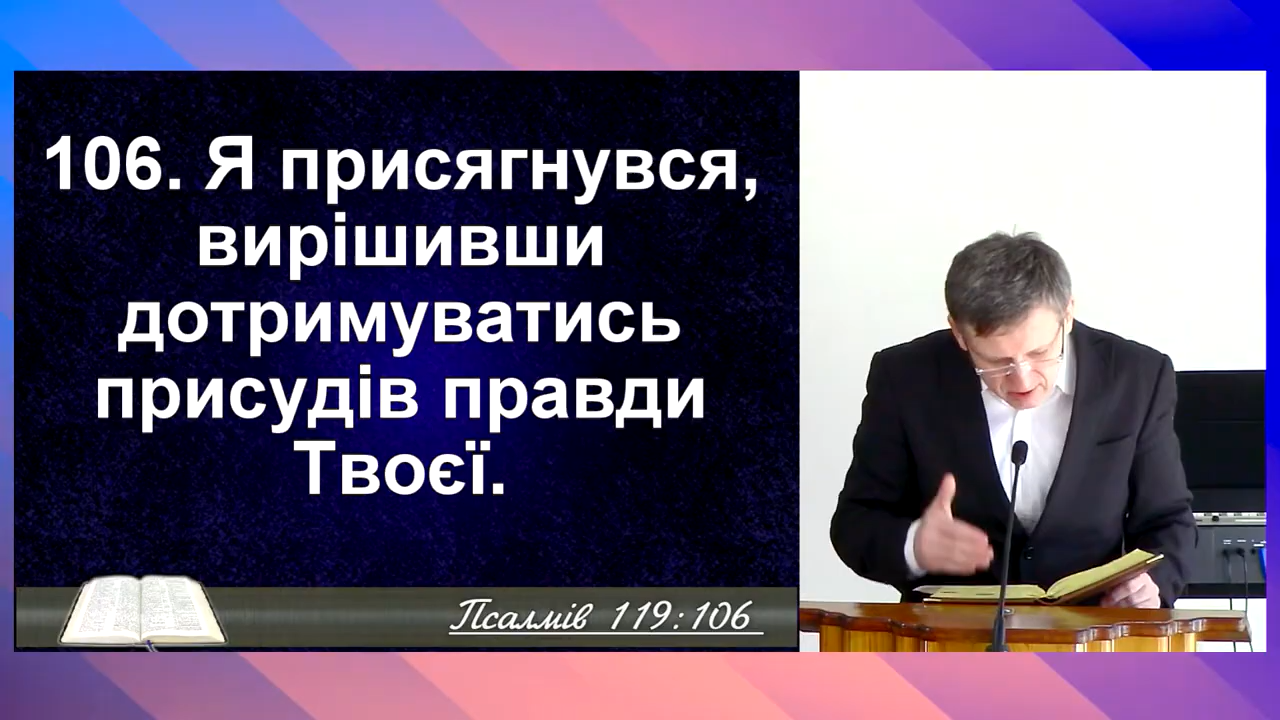 106. Я присягнувся,
вирішивши
дотримуватись
присудів правди
Твоєї.
Псалмів 119:106